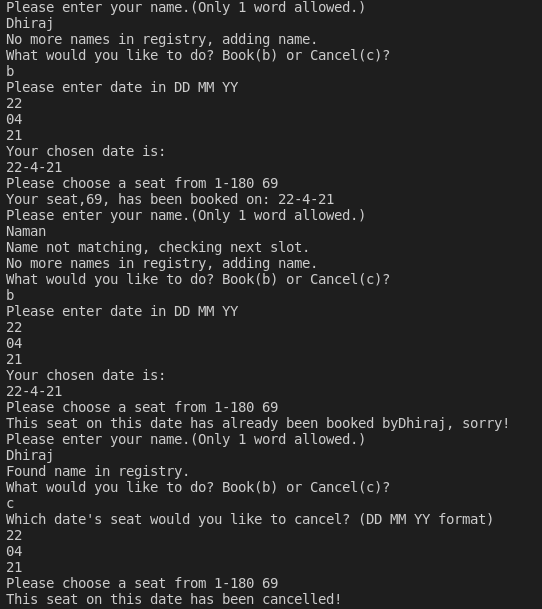 Please enter your name.(Only 1 word allowed.)
Dhiraj
No more names in registry, adding name.
What would you like to do? Book(b) or Cancel(c)?
b
Please enter date in DD MM YY
22
04
21
Your chosen date is:
22-4-21
Please choose a seat from 1-180 69
Your seat,69, has been booked on: 22-4-21
Please enter your name.(Only 1 word allowed.)
Naman
Name not matching, checking next slot.
No more names in registry, adding name.
What would you like to do? Book(b) or Cancel(c)?
b
Please enter date in DD MM YY
22
04
21
Your chosen date is:
22-4-21
Please choose a seat from 1-180 69
This seat on this date has already been booked byDhiraj, sorry!
Please enter your name.(Only 1 word allowed.)
Dhiraj
Found name in registry.
What would you like to do? Book(b) or Cancel(c)?
c
Which date's seat would you like to cancel? (DD MM YY format)
22
04
21
Please choose a seat from 1-180 69
This seat on this date has been cancelled!